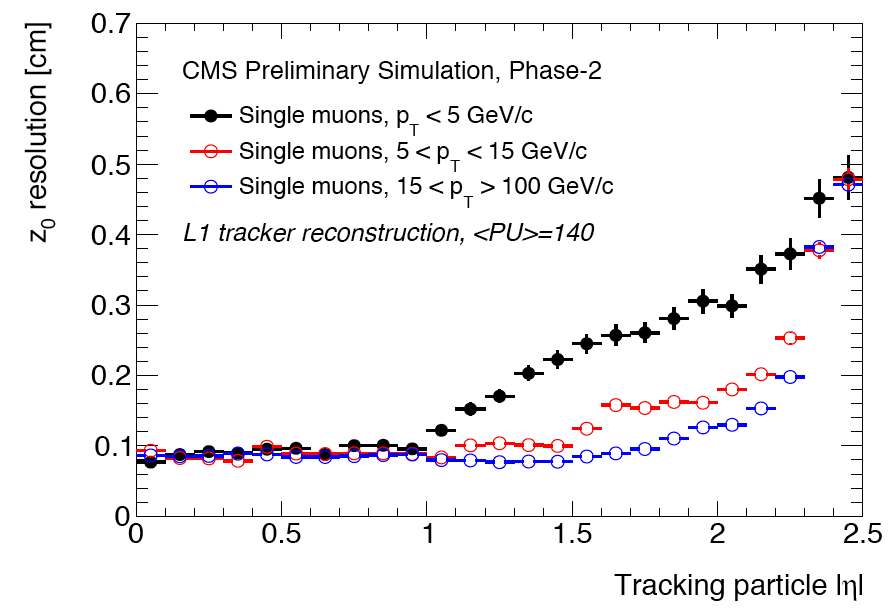 z0 resolution [cm]
0.7
0.6
0.5
0.4
0.3
0.2
0.1
0
CMS Preliminary Simulation, Phase-2
Single muons, pT < 5 GeV/c
Single muons, 5 < pT < 15 GeV/c
Single muons, 15 < pT > 100 GeV/c
L1 tracker reconstruction, <PU>=140
0 0.5 1 1.5 2 2.5
Tracking particle |η|